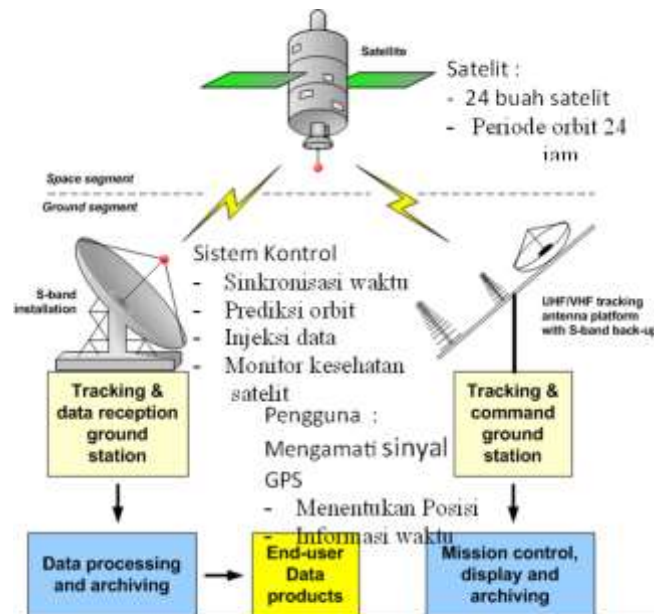 Satellite
Satelit :
- 24 buah satelit
- Periode orbit 24
jam
Space segment
Ground segment
Sistem Kontrol
- Sinkronisasi waktu
- Prediksi orbit
- Injeksi data
- Monitor kesehatan
satelit
S-band
installation
UHF/VHF tracking
antenna platform
with S-band back-up
Tracking &
data reception
ground
station
Pengguna :
Mengamati sinyal
GPS
- Menentukan Posisi
- Informasi waktu
Tracking &
command
ground
station
Data processing
and archiving
End-user
Data
products
Mission control,
display and
archiving